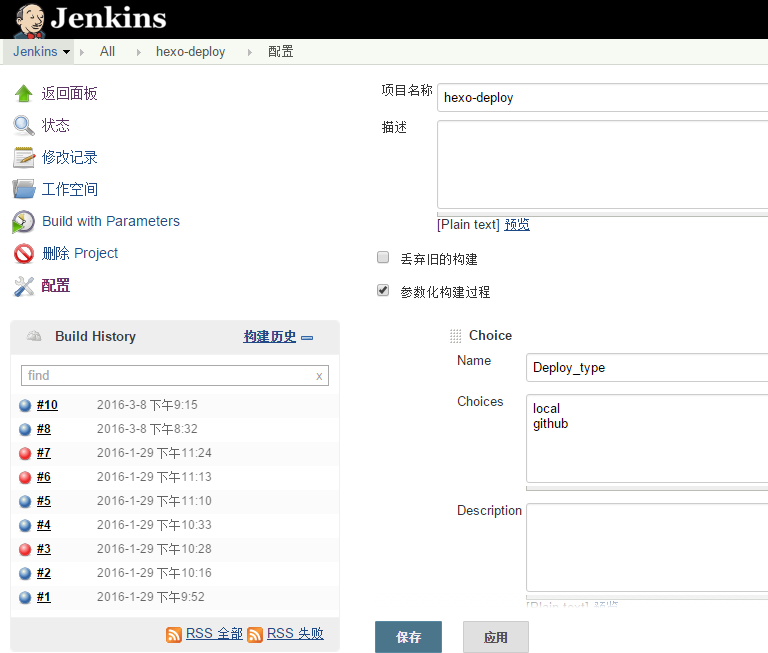 Jenkins
Jenkins All hexo-deploy 配置
返回面板
状态
修改记录
工作空间
Build with Parameters
删除 Project
配置
Build History 构建历史
find x
#10 2016-3-8 下午9:15
#8 2016-3-8 下午8:32
#7 2016-1-29 下午11:24
#6 2016-1-29 下午11:13
#5 2016-1-29 下午11:10
#4 2016-1-29 下午10:33
#3 2016-1-29 下午10:28
#2 2016-1-29 下午10:16
#1 2016-1-29 下午9:52
RSS 全部 RSS 失败
项目名称 hexo-deploy
描述
[Plain text] 预览
丢弃旧的构建
参数化构建过程
Choice
Name Deploy_type
Choices local
github
Description
[Plain text] 预览
保存 应用